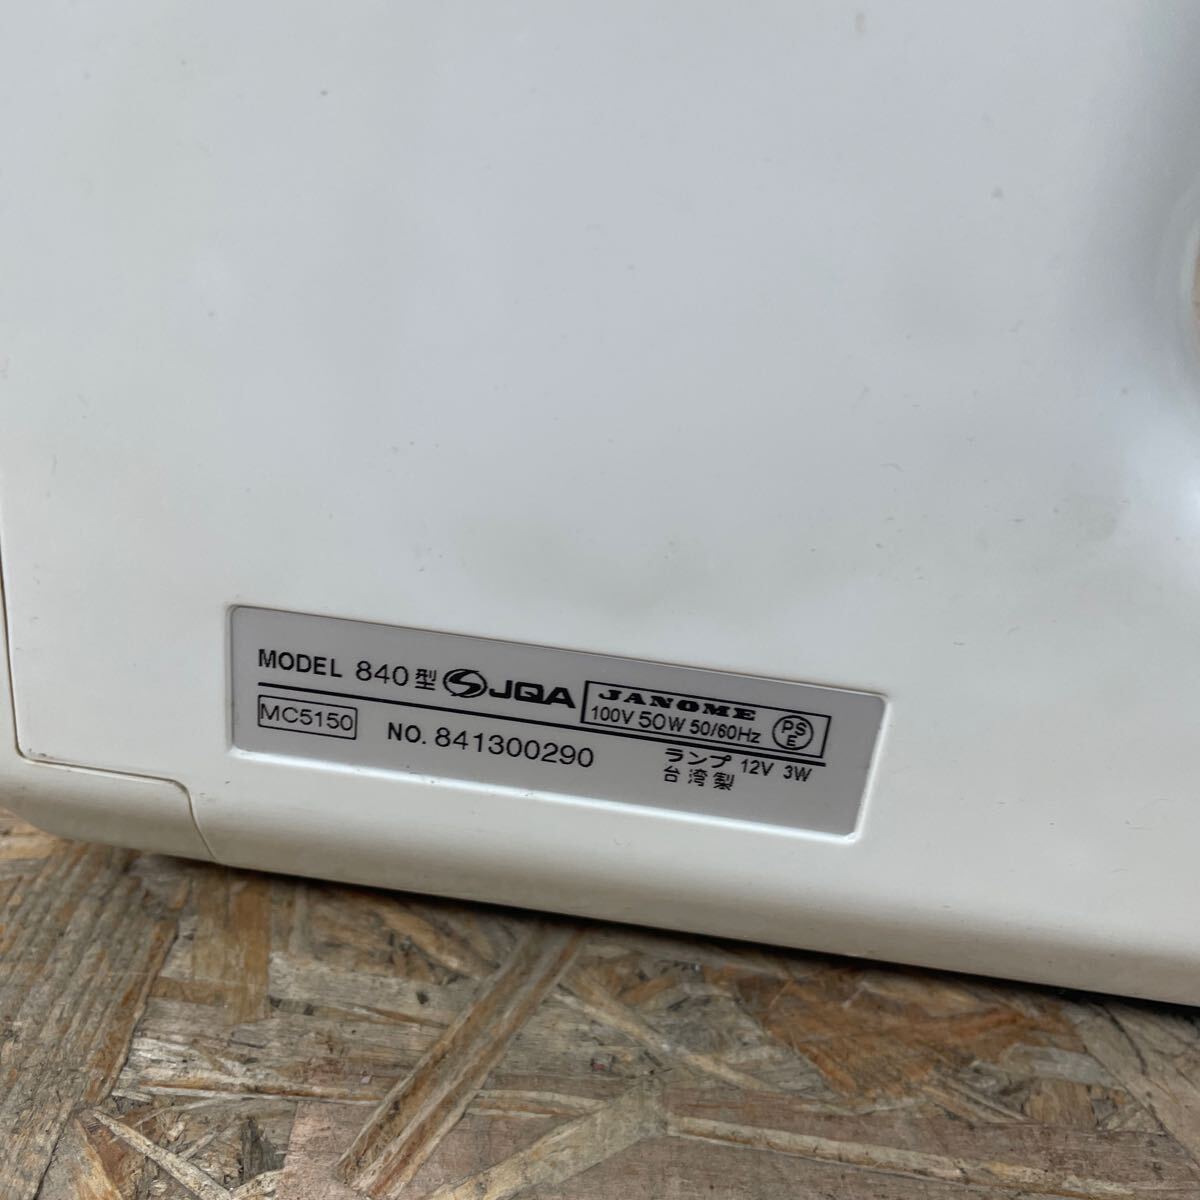 MODEL 840型 JQA
JANOME
100V 50W 50/60Hz
PSE
MC5150
NO. 841300290
ランプ 12V 3W
台湾製